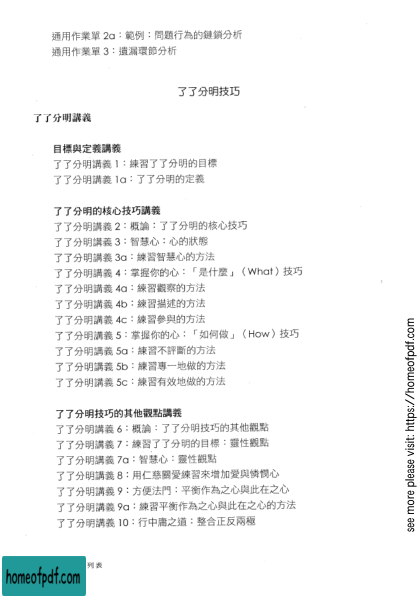 通用作業單 2a：範例：問題行為的鏈鎖分析
通用作業單 3：遺漏環節分析
了了分明技巧
了了分明講義
目標與定義講義
了了分明講義 1：練習了了分明的目標
了了分明講義 1a：了了分明的定義
了了分明的核心技巧講義
了了分明講義 2：概論：了了分明的核心技巧
了了分明講義 3：智慧心：心的狀態
了了分明講義 3a：練習智慧心的方法
了了分明講義 4：掌握你的心：「是什麼」（What）技巧
了了分明講義 4a：練習觀察的方法
了了分明講義 4b：練習描述的方法
了了分明講義 4c：練習參與的方法
了了分明講義 5：掌握你的心：「如何做」（How）技巧
了了分明講義 5a：練習不評斷的方法
了了分明講義 5b：練習專一地做的方法
了了分明講義 5c：練習有效地做的方法
了了分明技巧的其他觀點講義
了了分明講義 6：概論：了了分明技巧的其他觀點
了了分明講義 7：練習了了分明的目標：靈性觀點
了了分明講義 7a：智慧心：靈性觀點
了了分明講義 8：用仁慈關愛練習來增加愛與憐憫心
了了分明講義 9：方便法門：平衡作為之心與此在之心
了了分明講義 9a：練習平衡作為之心與此在之心的方法
了了分明講義 10：行中庸之道：整合正反兩極
列表
homeofpdf.com
see more please visit: https://homeofpdf.com